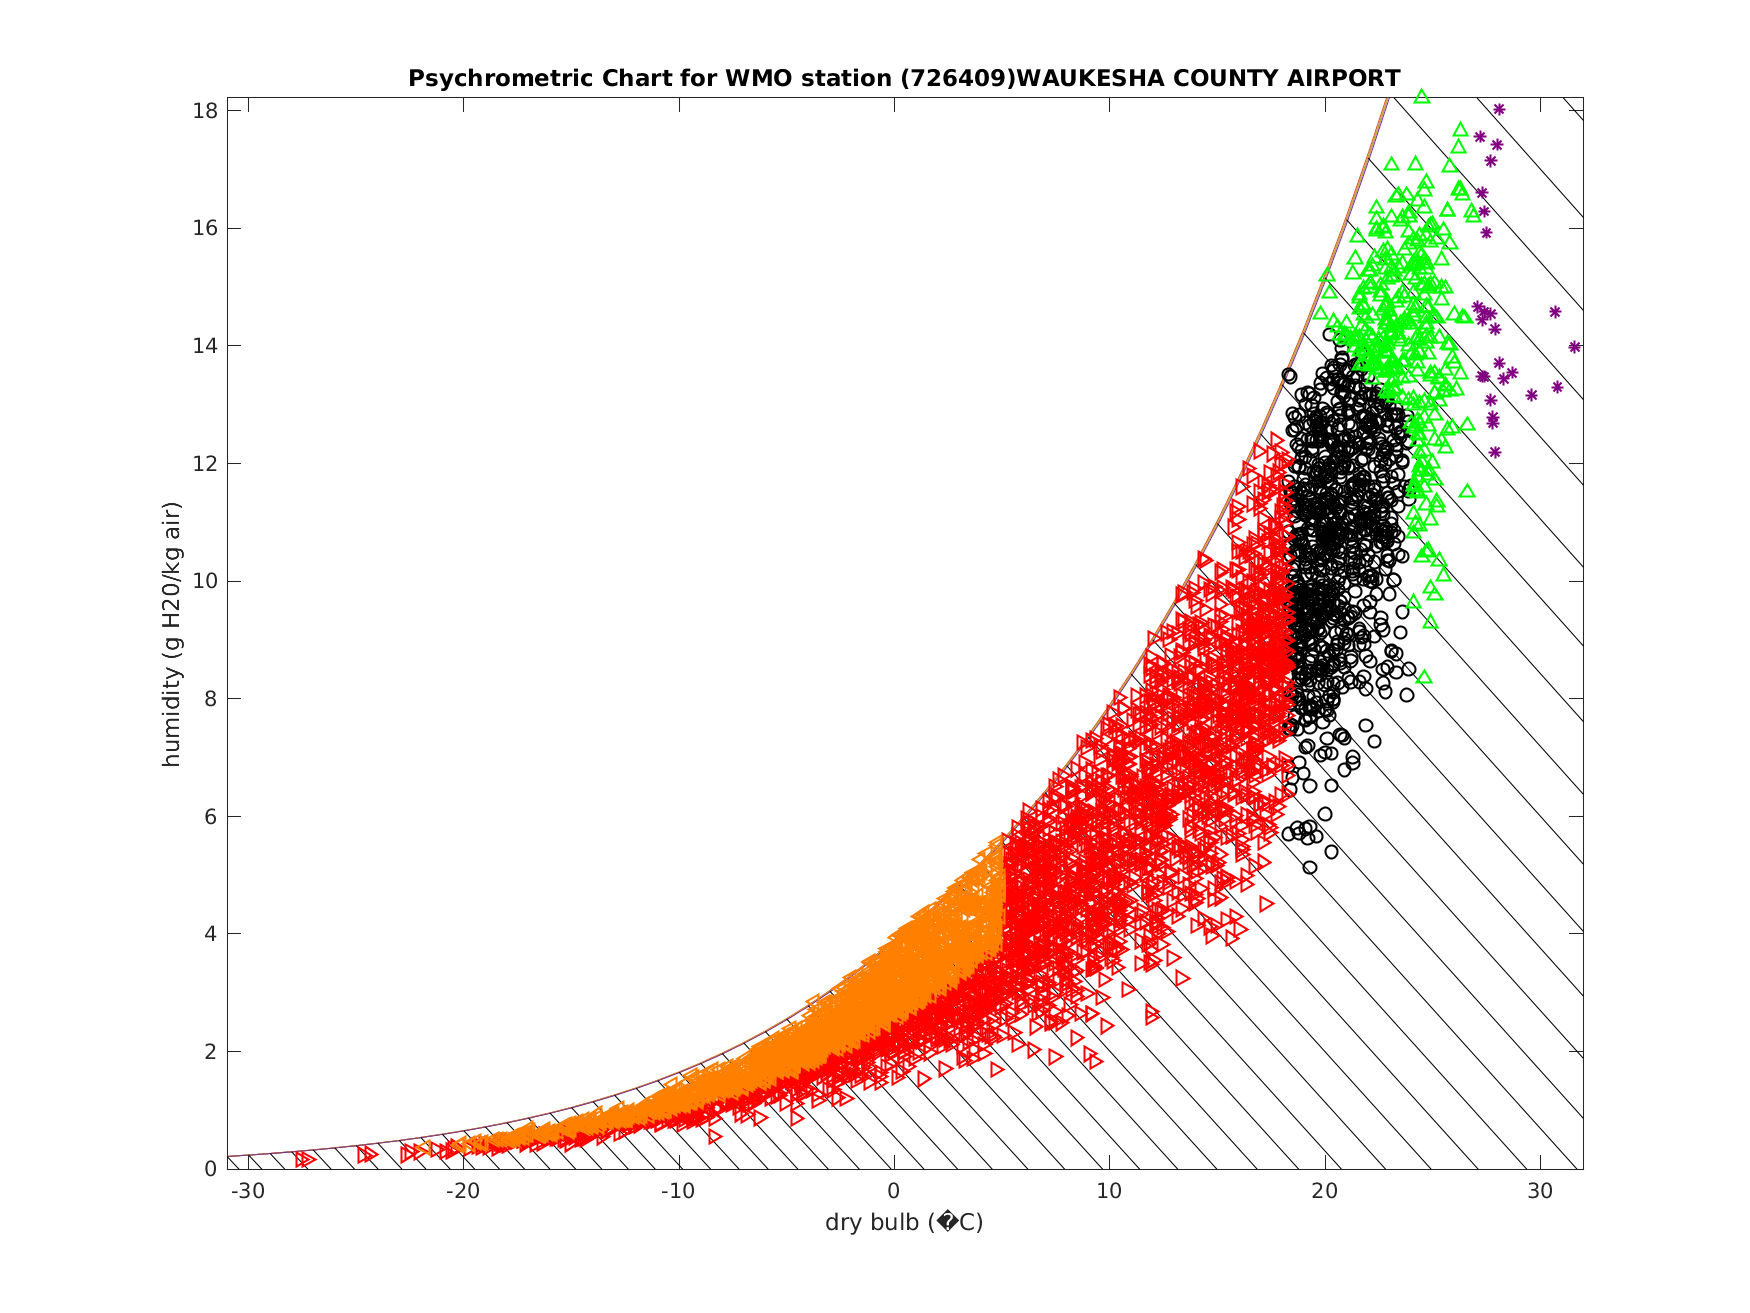 Psychrometric Chart for WMO station (726409)WAUKESHA COUNTY AIRPORT
humidity (g H20/kg air)
18
16
14
12
10
8
6
4
2
0
-30 -20 -10 0 10 20 30
dry bulb (�C)